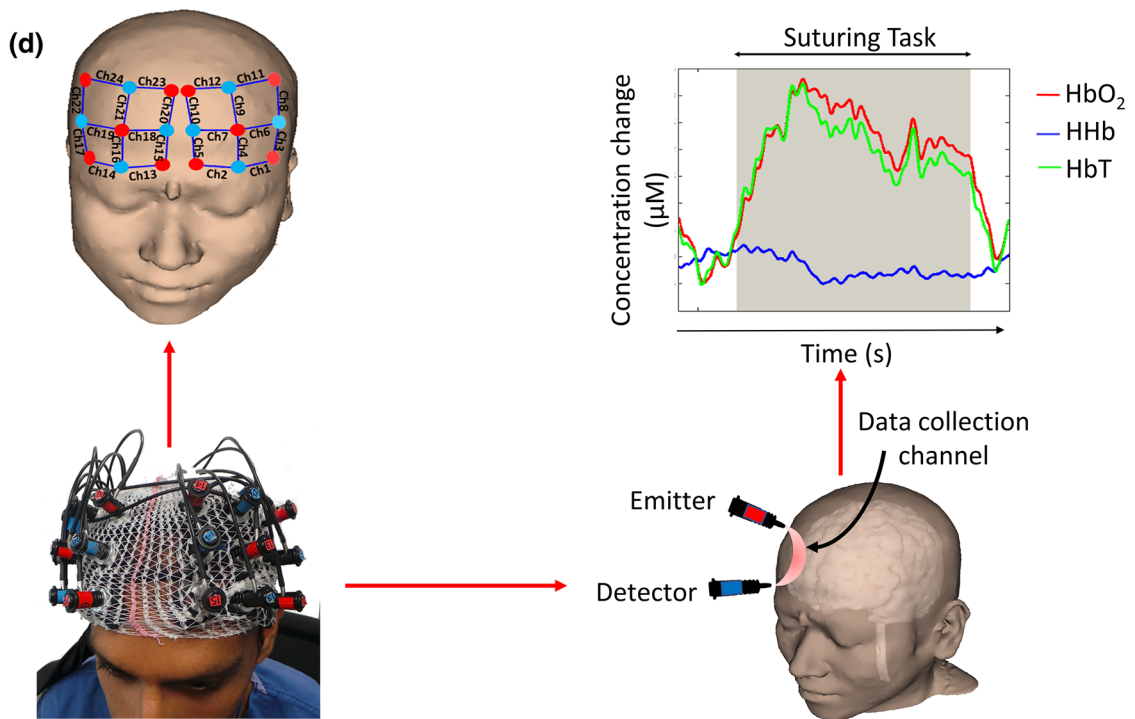 (d)
Ch24 Ch23 Ch12 Ch11
Ch22 Ch21 Ch20 Ch10 Ch9 Ch8
Ch19 Ch18 Ch7 Ch6
Ch17 Ch16 Ch15 Ch5 Ch4 Ch3
Ch14 Ch13 Ch2 Ch1
Suturing Task
Concentration change
(µM)
Time (s)
HbO₂
HHb
HbT
Data collection
channel
Emitter
Detector